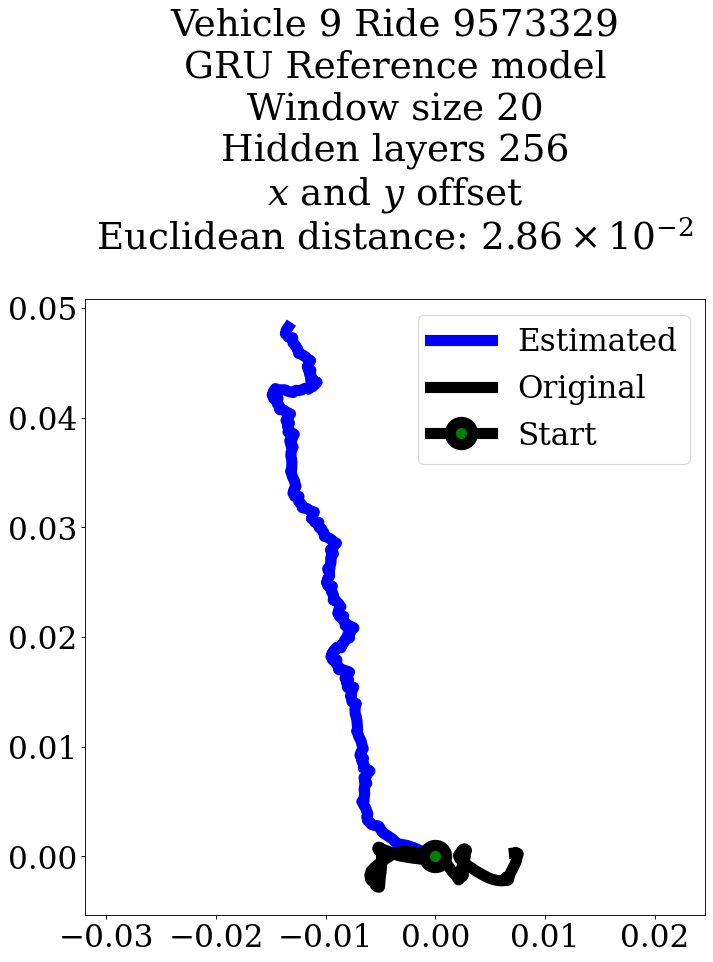 Vehicle 9 Ride 9573329
GRU Reference model
Window size 20
Hidden layers 256
x and y offset
Euclidean distance: 2.86 × 10⁻²
0.05
0.04
0.03
0.02
0.01
0.00
Estimated
Original
Start
−0.03 −0.02 −0.01 0.00 0.01 0.02